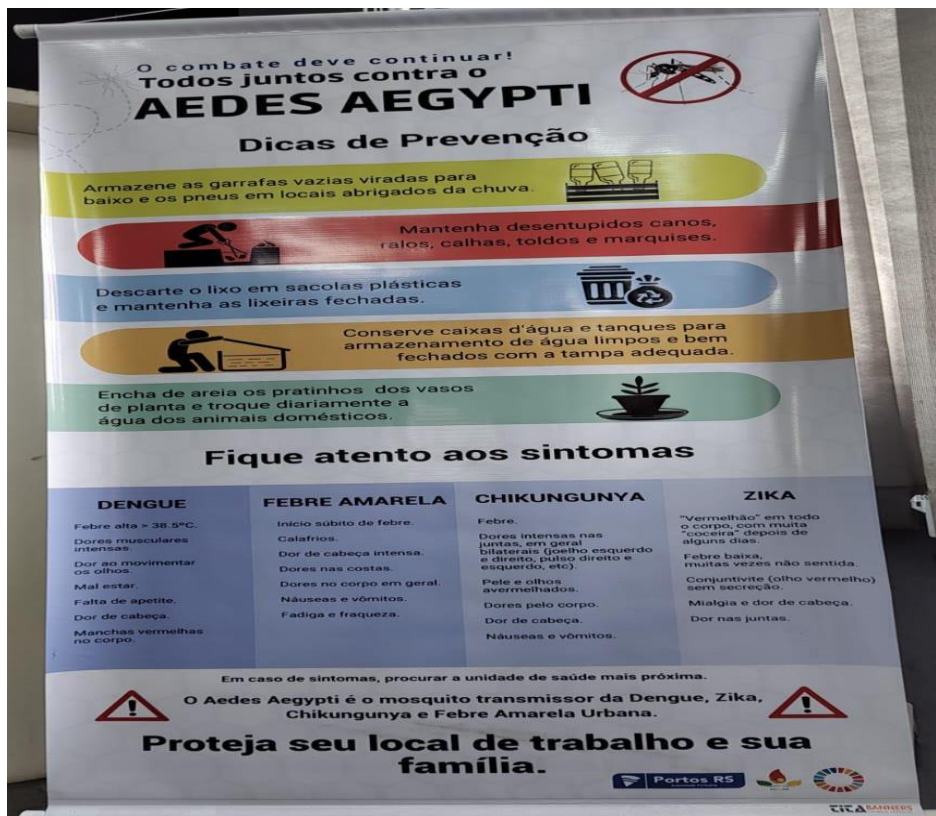 O combate deve continuar!
Todos juntos contra o
AEDES AEGYPTI
Dicas de Prevenção
Armazene as garrafas vazias viradas para
baixo e os pneus em locais abrigados da chuva.
Mantenha desentupidos canos,
ralos, calhas, toldos e marquises.
Descarte o lixo em sacolas plásticas
e mantenha as lixeiras fechadas.
Conserve caixas d'água e tanques para
armazenamento de água limpos e bem
fechados com a tampa adequada.
Encha de areia os pratinhos dos vasos
de planta e troque diariamente a
água dos animais domésticos.
Fique atento aos sintomas
DENGUE
Febre alta > 38.5ºC.
Dores musculares
intensas.
Dor ao movimentar
os olhos.
Mal estar.
Falta de apetite.
Dor de cabeça.
Manchas vermelhas
no corpo.
FEBRE AMARELA
Início súbito de febre.
Calafrios.
Dor de cabeça intensa.
Dores nas costas.
Dores no corpo em geral.
Náuseas e vômitos.
Fadiga e fraqueza.
CHIKUNGUNYA
Febre.
Dores intensas nas
juntas, em geral
bilaterais (joelho esquerdo
e direito, pulso direito e
esquerdo, etc).
Pele e olhos
avermelhados.
Dores pelo corpo.
Dor de cabeça.
Náuseas e vômitos.
ZIKA
"Vermelhão" em todo
o corpo, com muita
"coceira" depois de
alguns dias.
Febre baixa,
muitas vezes não sentida.
Conjuntivite (olho vermelho)
sem secreção.
Mialgia e dor de cabeça.
Dor nas juntas.
Em caso de sintomas, procurar a unidade de saúde mais próxima.
O Aedes Aegypti é o mosquito transmissor da Dengue, Zika,
Chikungunya e Febre Amarela Urbana.
Proteja seu local de trabalho e sua
família.
Portos RS
TITA BANNERS